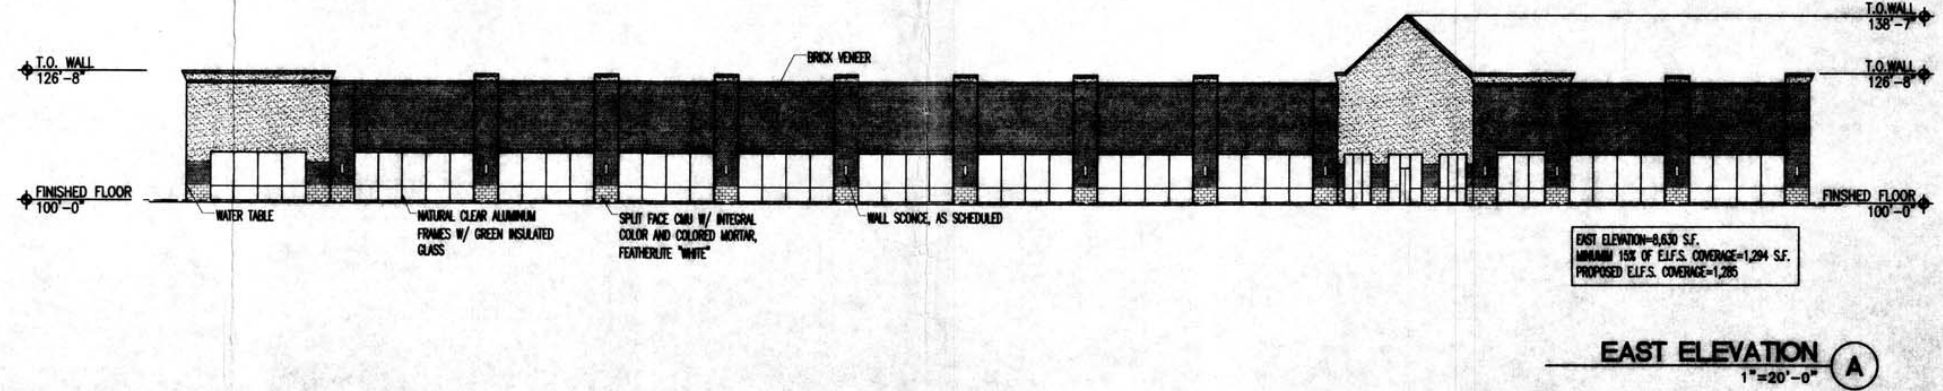 T.O.WALL
138'-7"
BRICK VENEER
T.O. WALL
126'-8"
T.O.WALL
126'-8"
FINISHED FLOOR
100'-0"
FINSHED FLOOR
100'-0"
WATER TABLE
NATURAL CLEAR ALUMINUM
FRAMES W/ GREEN INSULATED
GLASS
SPLIT FACE CMU W/ INTEGRAL
COLOR AND COLORED MORTAR,
FEATHERLITE "WHITE"
WALL SCONCE, AS SCHEDULED
EAST ELEVATION=8,630 S.F.
MINIMUM 15% OF E.I.F.S. COVERAGE=1,294 S.F.
PROPOSED E.I.F.S. COVERAGE=1,285
EAST ELEVATION
A
1"=20'-0"